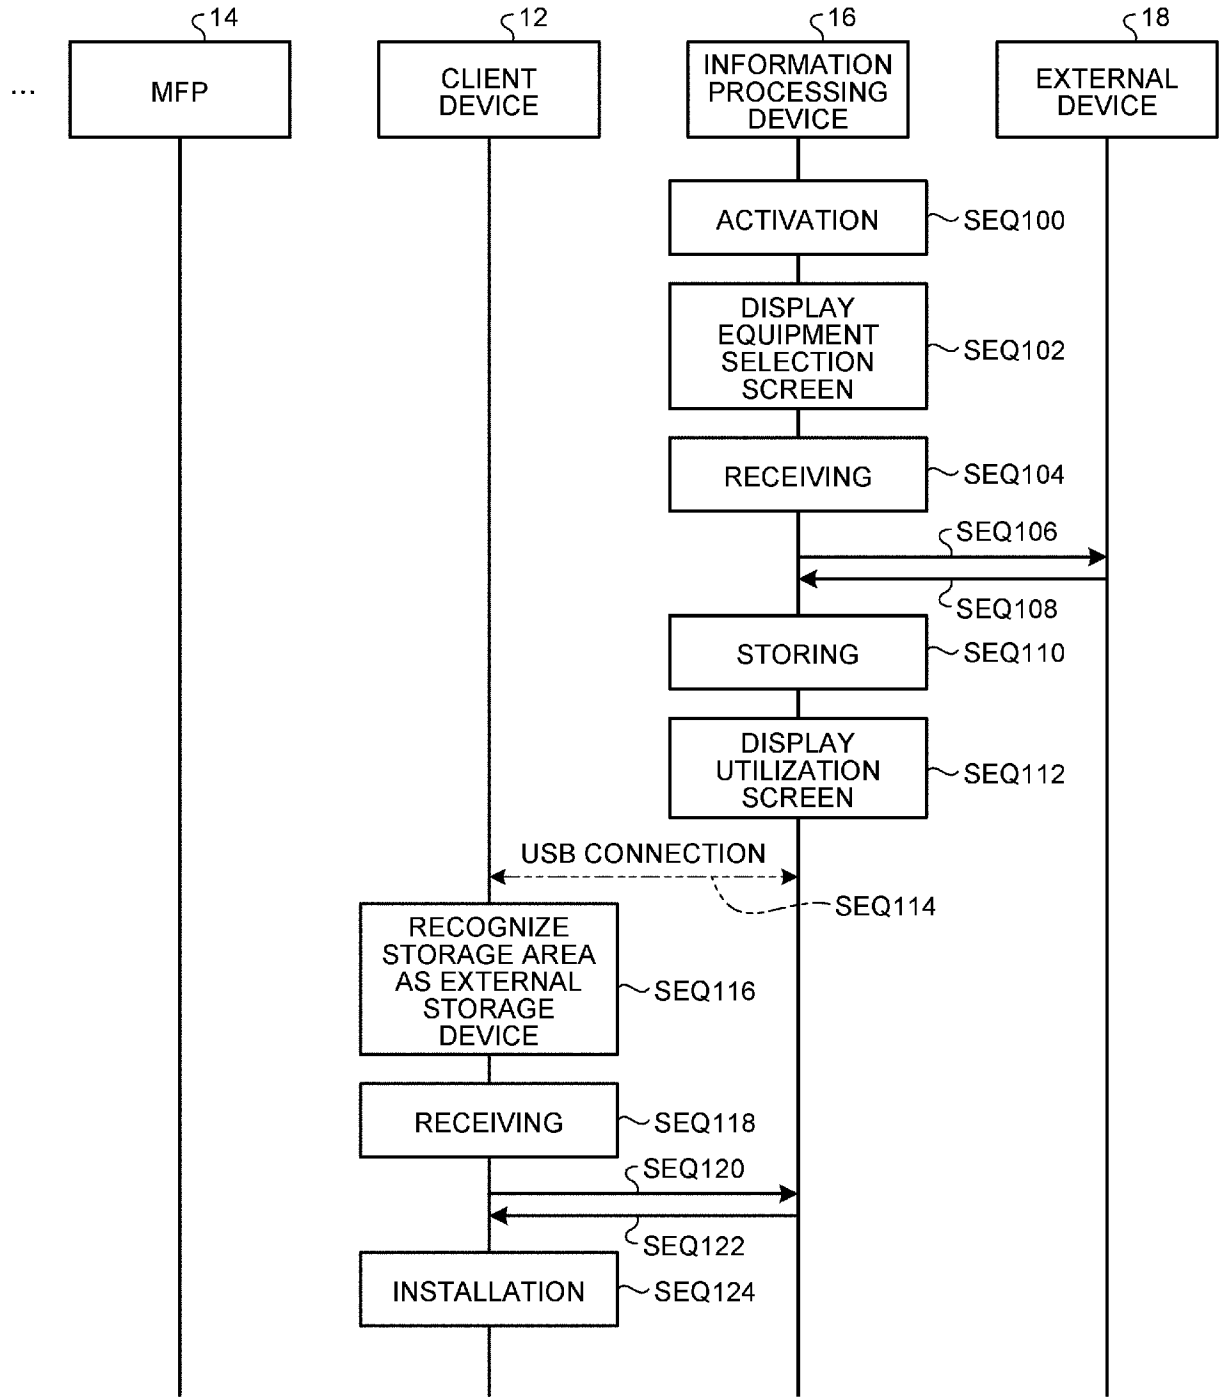 14
12
16
18
...
MFP
CLIENT
DEVICE
INFORMATION
PROCESSING
DEVICE
EXTERNAL
DEVICE
ACTIVATION
SEQ100
DISPLAY
EQUIPMENT
SELECTION
SCREEN
SEQ102
RECEIVING
SEQ104
SEQ106
SEQ108
STORING
SEQ110
DISPLAY
UTILIZATION
SCREEN
SEQ112
USB CONNECTION
SEQ114
RECOGNIZE
STORAGE AREA
AS EXTERNAL
STORAGE
DEVICE
SEQ116
RECEIVING
SEQ118
SEQ120
SEQ122
INSTALLATION
SEQ124